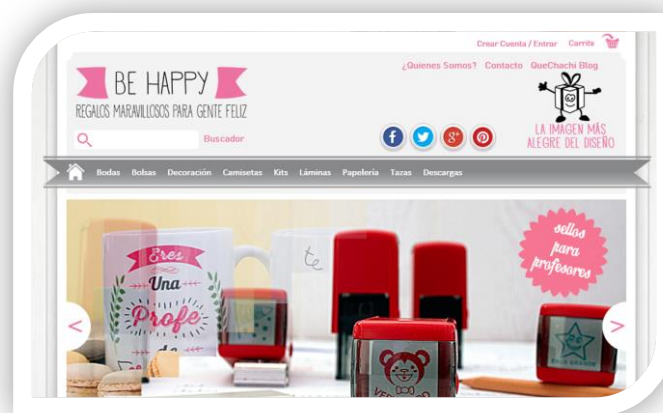 Crear Cuenta / Entrar Carrito
¿Quienes Somos? Contacto QueChachi Blog
BE HAPPY
REGALOS MARAVILLOSOS PARA GENTE FELIZ
Buscador
LA IMAGEN MÁS
ALEGRE DEL DISEÑO
Bodas Bolsas Decoración Camisetas Kits Láminas Papelería Tazas Descargas
sellos
para
profesores
Eres
Una
Profe
de
te
< >